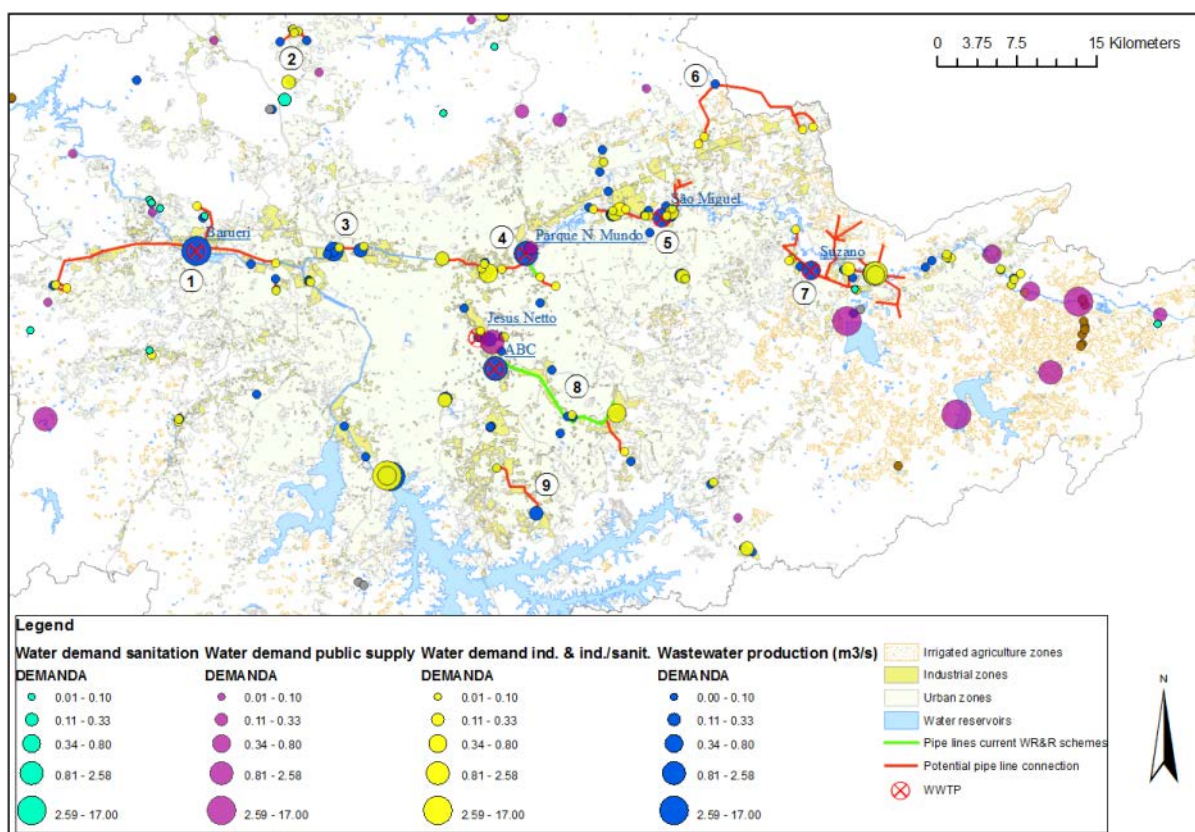 0 3.75 7.5 15 Kilometers
2
6
São Miguel
3
4
Barueri
Parque N. Mundo
5
Suzano
1
7
Jesus Netto
ABC
8
9
Legend
Water demand sanitation Water demand public supply Water demand ind. & ind./sanit. Wastewater production (m3/s)
DEMANDA DEMANDA DEMANDA DEMANDA
0.01 - 0.10 0.01 - 0.10 0.01 - 0.10 0.00 - 0.10
0.11 - 0.33 0.11 - 0.33 0.11 - 0.33 0.11 - 0.33
0.34 - 0.80 0.34 - 0.80 0.34 - 0.80 0.34 - 0.80
0.81 - 2.58 0.81 - 2.58 0.81 - 2.58 0.81 - 2.58
2.59 - 17.00 2.59 - 17.00 2.59 - 17.00 2.59 - 17.00
Irrigated agriculture zones
Industrial zones
Urban zones
Water reservoirs
Pipe lines current WR&R schemes
Potential pipe line connection
WWTP
N